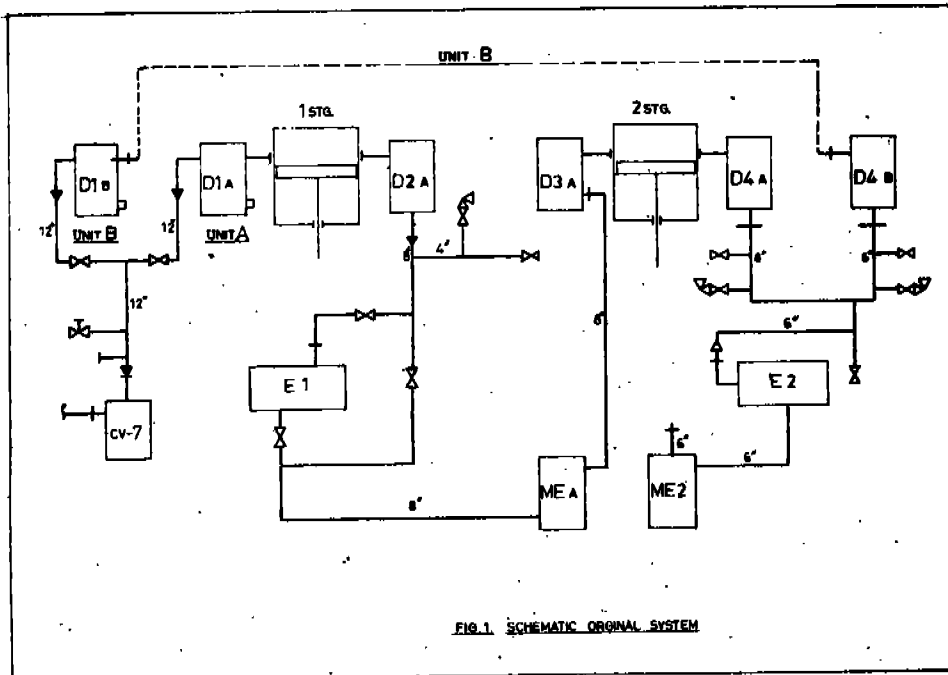 UNIT B
1 STG.
2 STG.
D1 B
D1 A
D2 A
D3 A
D4 A
D4 B
12"
UNIT B
12"
UNIT A
8"
4"
6"
6"
12"
6"
6"
E 1
E 2
CV-7
ME A
ME2
6"
6"
8"
FIG. 1. SCHEMATIC ORGINAL SYSTEM